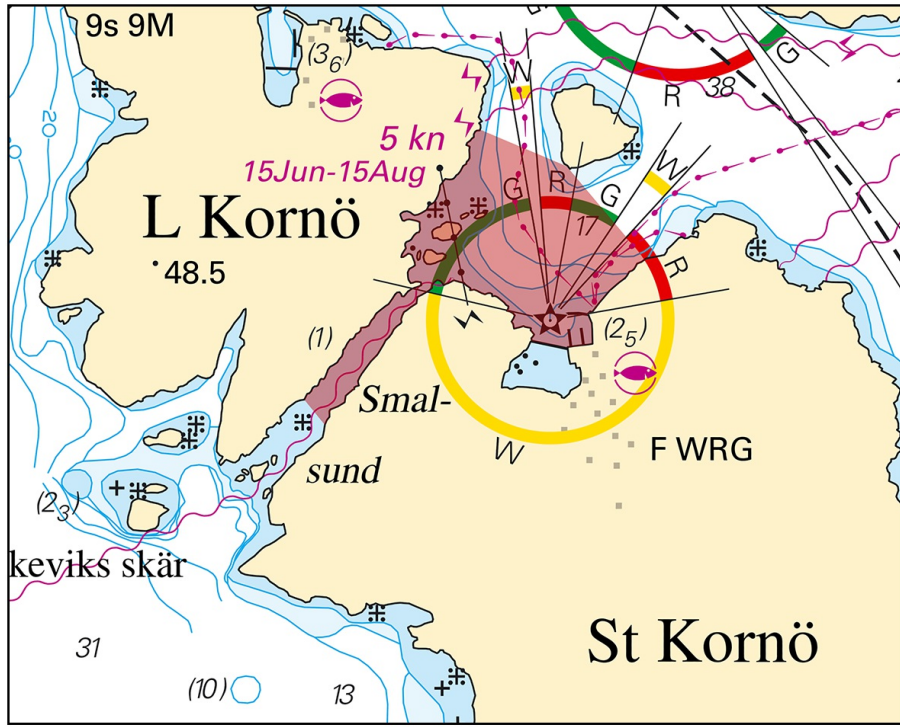 9s 9M
(3₆)
W
G
G
R
38
5 kn
15Jun-15Aug
W
G
R
G
17
L Kornö
48.5
R
(1)
(2₅)
Smal-
sund
W
F WRG
(2₃)
keviks skär
St Kornö
31
(10)
13
20